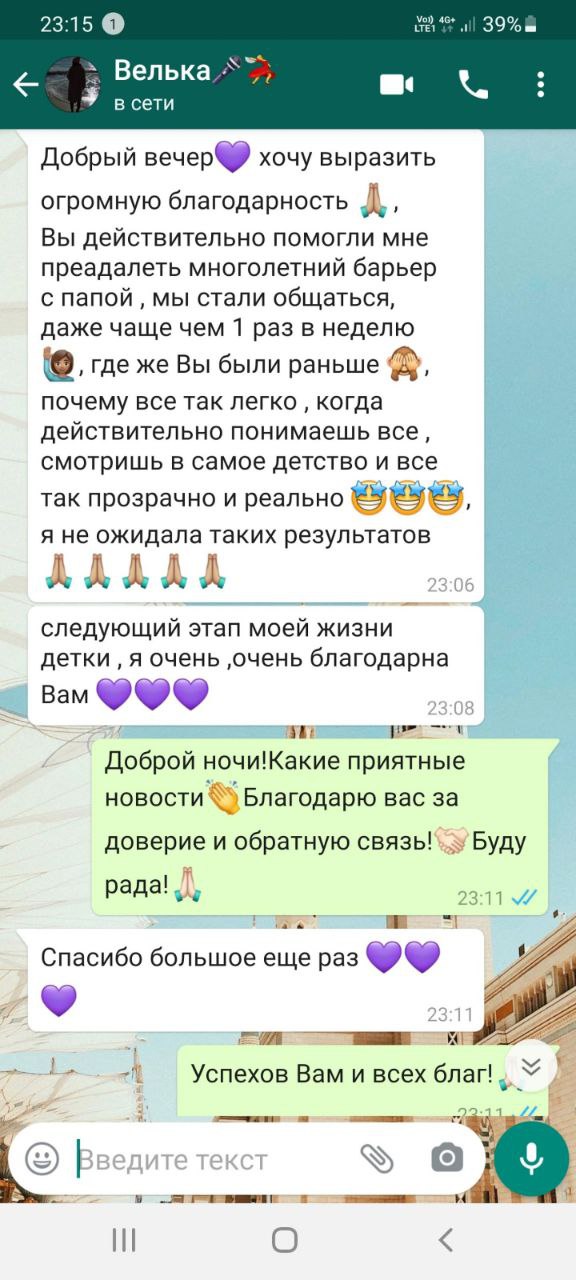 23:15 1 Vo)) LTE1 4G+ 39%
Велька🎤💃
в сети
Добрый вечер💜 хочу выразить
огромную благодарность 🙏🏼,
Вы действительно помогли мне
преадалеть многолетний барьер
с папой , мы стали общаться,
даже чаще чем 1 раз в неделю
🙋🏽‍♀️, где же Вы были раньше 🙈,
почему все так легко , когда
действительно понимаешь все ,
смотришь в самое детство и все
так прозрачно и реально 🤩🤩🤩,
я не ожидала таких результатов
🙏🏼🙏🏼🙏🏼🙏🏼🙏🏼 23:06
следующий этап моей жизни
детки , я очень ,очень благодарна
Вам 💜💜💜 23:08
Доброй ночи!Какие приятные
новости👏Благодарю вас за
доверие и обратную связь!🤝🏻Буду
рада!🙏🏻 23:11
Спасибо большое еще раз 💜💜
💜 23:11
Успехов Вам и всех благ!🙏🏻
23:11
Введите текст